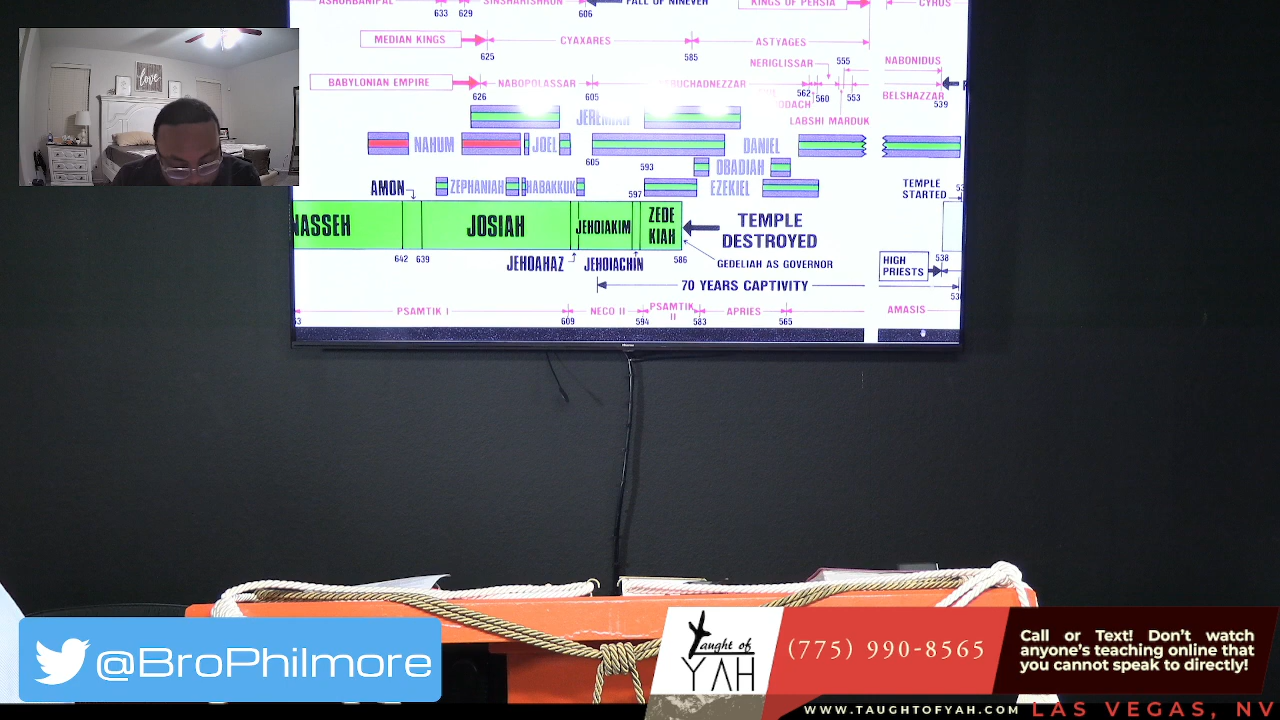 ASHURBANIPAL SINSHARISHKUN FALL OF NINEVEH KINGS OF PERSIA CYRUS
633 629 606
MEDIAN KINGS CYAXARES ASTYAGES
625 585
NERIGLISSAR 555 NABONIDUS
BABYLONIAN EMPIRE NABOPOLASSAR
626 605 562 560 553 BELSHAZZAR
539
LABSHI MARDUK
JEREMIAH
NAHUM JOEL DANIEL
605 593 OBADIAH
AMON ZEPHANIAH HABAKKUK 597 EZEKIEL TEMPLE
STARTED
NASSEH JOSIAH JEHOIAKIM ZEDE
KIAH
TEMPLE
DESTROYED
642 639 586
JEHOAHAZ JEHOIACHIN GEDELIAH AS GOVERNOR
HIGH
PRIESTS
538
70 YEARS CAPTIVITY
PSAMTIK I NECO II PSAMTIK
II APRIES AMASIS
609 594 583 565
love
Hisense
@BroPhilmore
Taught of
YAH
(775) 990-8565
Call or Text! Don't watch
anyone's teaching online that
you cannot speak to directly!
WWW.TAUGHTOFYAH.COM LAS VEGAS, NV